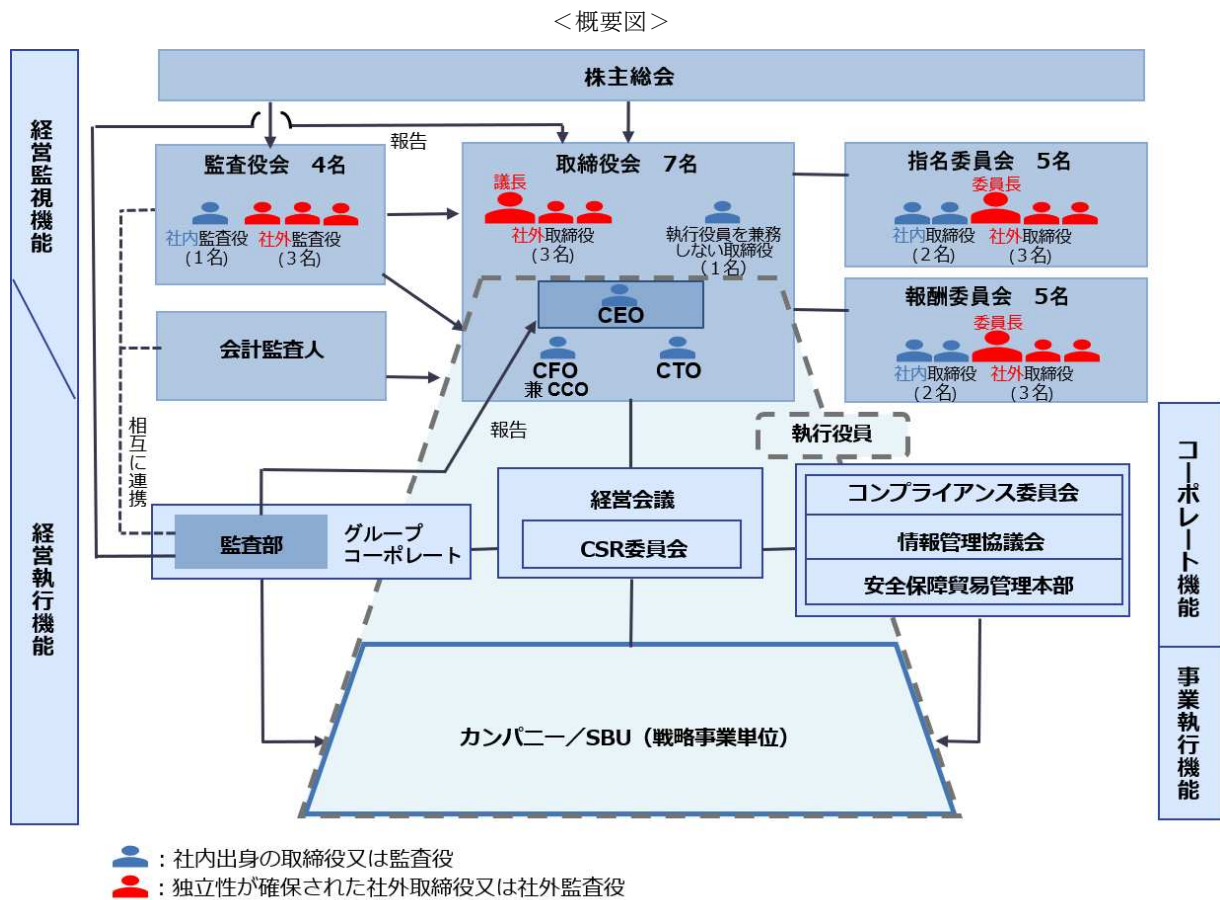 ＜概要図＞
経営監視機能
経営執行機能
株主総会
報告
監査役会　4名
社内監査役
(1名)
社外監査役
(3名)
取締役会　7名
議長
社外取締役
(3名)
執行役員を兼務
しない取締役
(1名)
CEO
CFO
兼 CCO
CTO
指名委員会　5名
委員長
社内取締役
(2名)
社外取締役
(3名)
報酬委員会　5名
委員長
社内取締役
(2名)
社外取締役
(3名)
会計監査人
相互に連携
報告
執行役員
監査部
グループ
コーポレート
経営会議
CSR委員会
コンプライアンス委員会
情報管理協議会
安全保障貿易管理本部
コーポレート機能
事業執行機能
カンパニー／SBU（戦略事業単位）
：社内出身の取締役又は監査役
：独立性が確保された社外取締役又は社外監査役